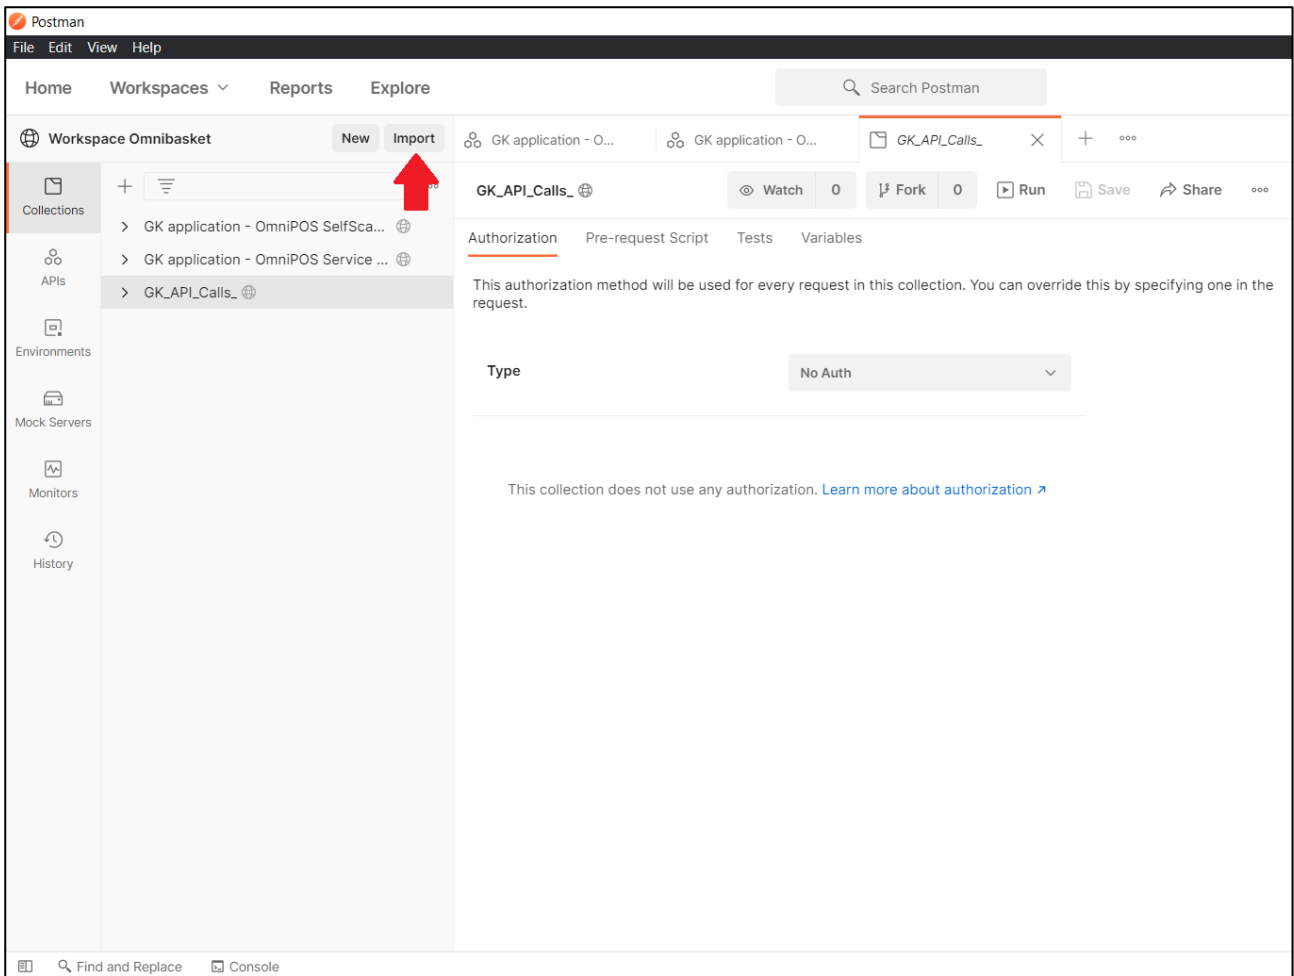 Postman
File Edit View Help
Home Workspaces Reports Explore Search Postman
Workspace Omnibasket New Import
GK application - O... GK application - O... GK_API_Calls_
Collections
APIs
Environments
Mock Servers
Monitors
History
GK application - OmniPOS SelfSca...
GK application - OmniPOS Service ...
GK_API_Calls_
GK_API_Calls_ Watch 0 Fork 0 Run Save Share
Authorization Pre-request Script Tests Variables
This authorization method will be used for every request in this collection. You can override this by specifying one in the
request.
Type No Auth
This collection does not use any authorization. Learn more about authorization
Find and Replace Console